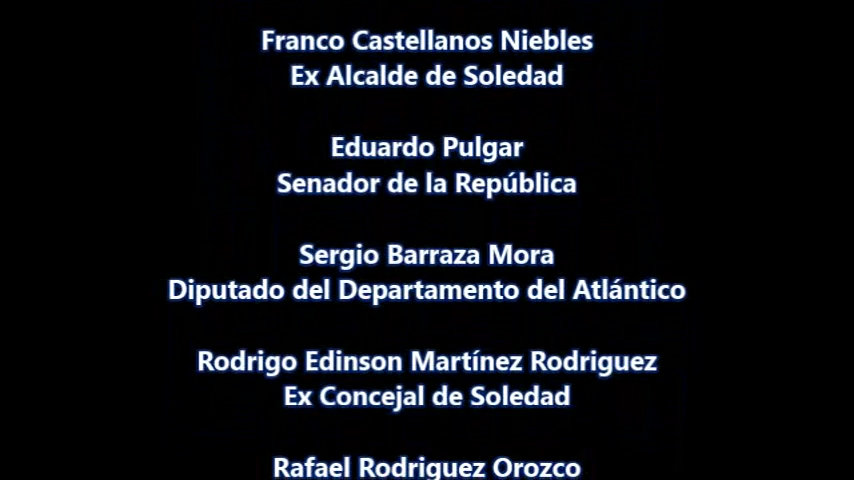 Franco Castellanos Niebles
Ex Alcalde de Soledad
Eduardo Pulgar
Senador de la República
Sergio Barraza Mora
Diputado del Departamento del Atlántico
Rodrigo Edinson Martínez Rodriguez
Ex Concejal de Soledad
Rafael Rodriguez Orozco